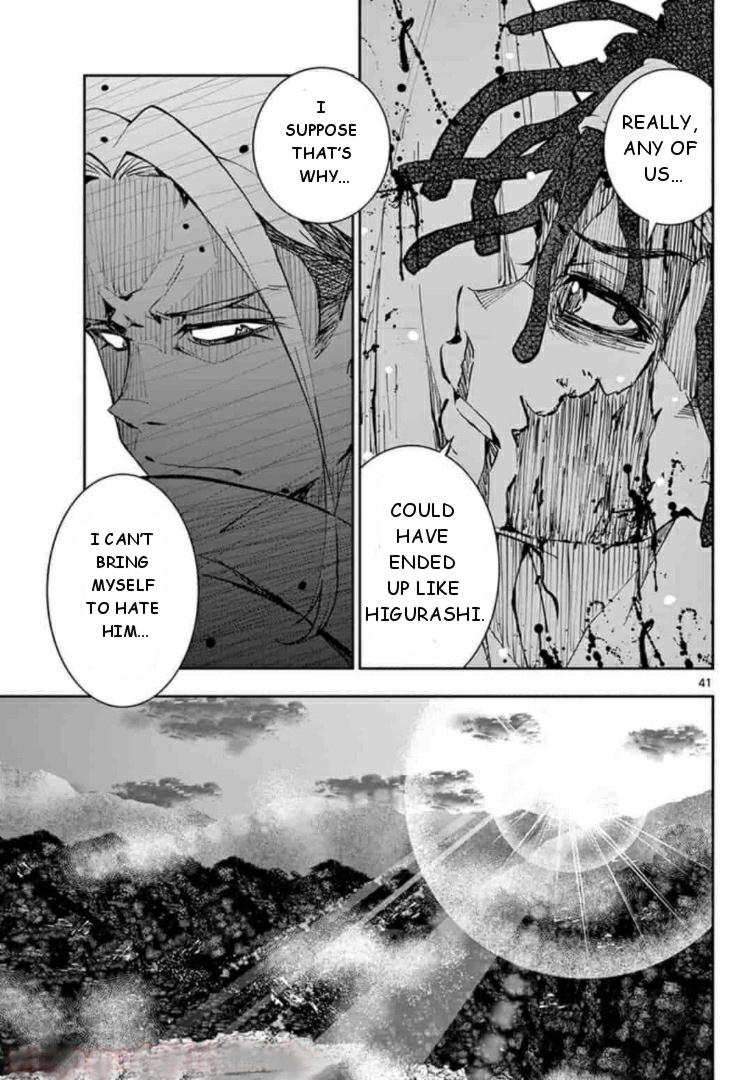 REALLY,
ANY OF
US...
COULD
HAVE
ENDED
UP LIKE
HIGURASHI.
I
SUPPOSE
THAT'S
WHY...
I CAN'T
BRING
MYSELF
TO HATE
HIM...
41